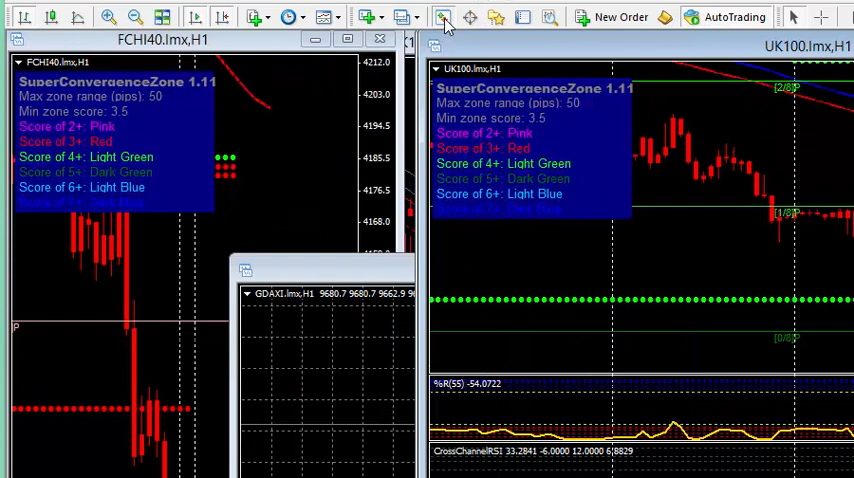 New Order
AutoTrading
FCHI40.lmx,H1
FCHI40.lmx,H1
SuperConvergenceZone 1.11
Max zone range (pips): 50
Min zone score: 3.5
Score of 2+: Pink
Score of 3+: Red
Score of 4+: Light Green
Score of 5+: Dark Green
Score of 6+: Light Blue
Score of 7+: Dark Blue
4212.0
4203.0
4194.5
4185.5
4176.5
4168.0
P
GDAXI.lmx,H1 9680.7 9680.7 9662.9
UK100.lmx,H1
UK100.lmx,H1
SuperConvergenceZone 1.11
Max zone range (pips): 50
Min zone score: 3.5
Score of 2+: Pink
Score of 3+: Red
Score of 4+: Light Green
Score of 5+: Dark Green
Score of 6+: Light Blue
[2/8]P
[1/8]P
[0/8]P
%R(55) -54.0722
CrossChannelRSI 33.2841 -6.0000 12.0000 6.8829